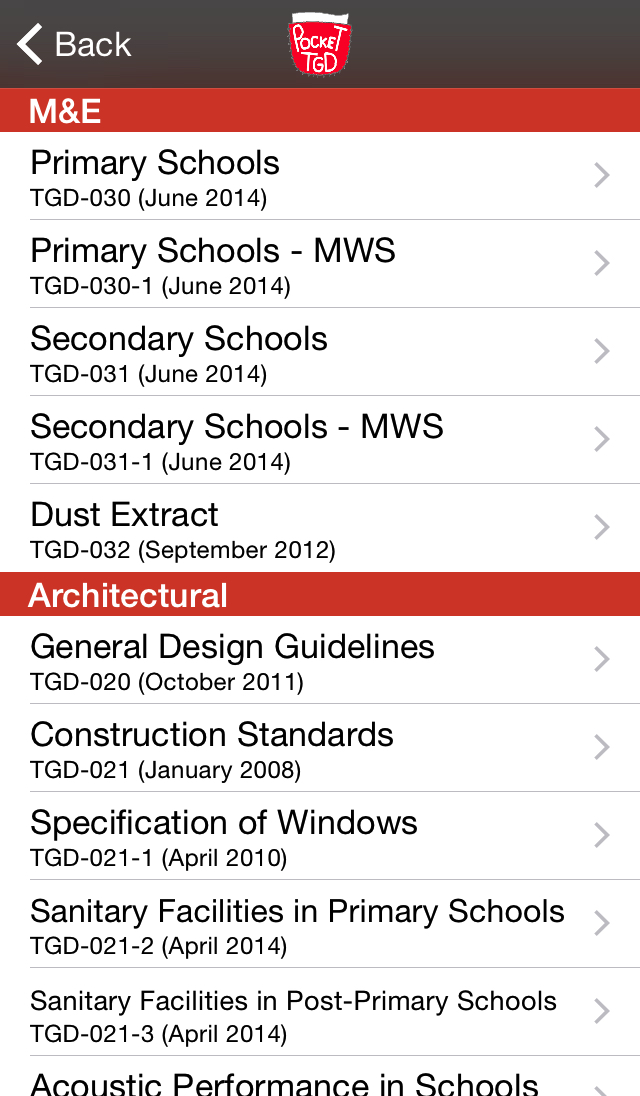 Back
POCKET
TGD
M&E
Primary Schools
TGD-030 (June 2014)
Primary Schools - MWS
TGD-030-1 (June 2014)
Secondary Schools
TGD-031 (June 2014)
Secondary Schools - MWS
TGD-031-1 (June 2014)
Dust Extract
TGD-032 (September 2012)
Architectural
General Design Guidelines
TGD-020 (October 2011)
Construction Standards
TGD-021 (January 2008)
Specification of Windows
TGD-021-1 (April 2010)
Sanitary Facilities in Primary Schools
TGD-021-2 (April 2014)
Sanitary Facilities in Post-Primary Schools
TGD-021-3 (April 2014)
Acoustic Performance in Schools